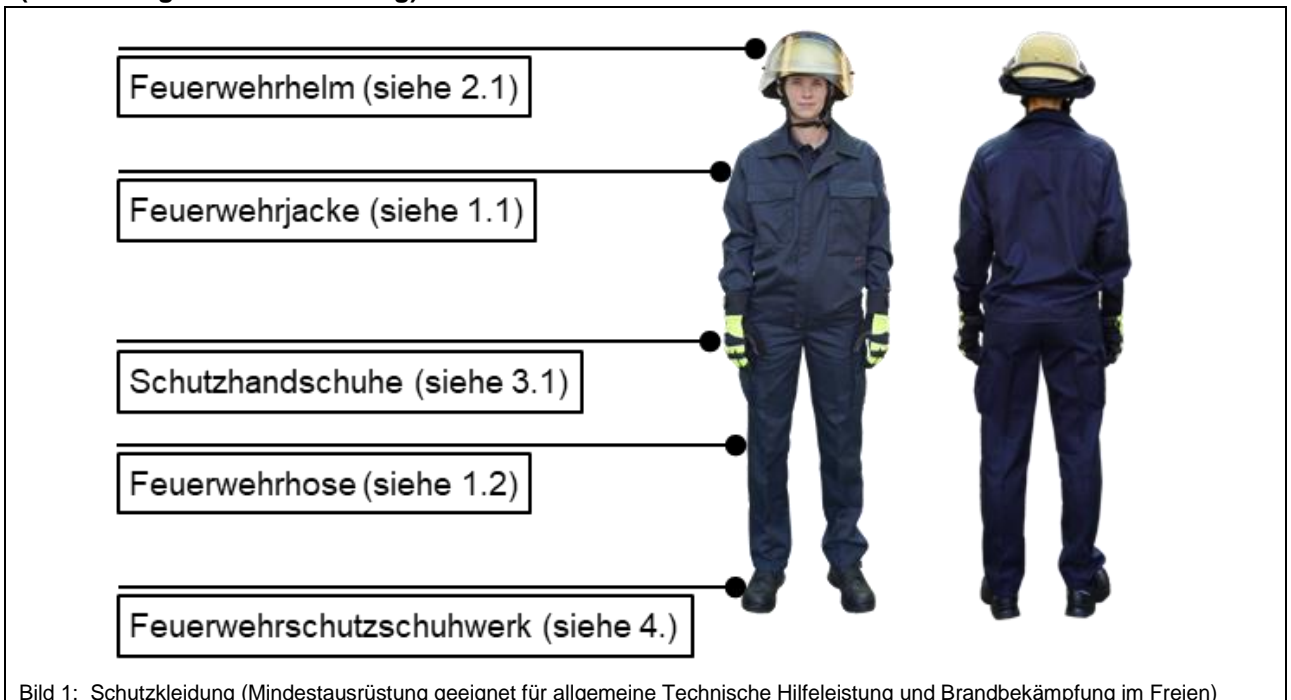 Feuerwehrhelm (siehe 2.1)
Feuerwehrjacke (siehe 1.1)
Schutzhandschuhe (siehe 3.1)
Feuerwehrhose (siehe 1.2)
Feuerwehrschutzschuhwerk (siehe 4.)
Bild 1: Schutzkleidung (Mindestausrüstung geeignet für allgemeine Technische Hilfeleistung und Brandbekämpfung im Freien)